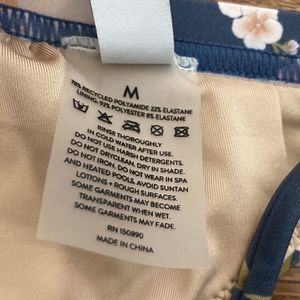 M
78% RECYCLED POLYAMIDE 22% ELASTANE
LINING: 92% POLYESTER 8% ELASTANE
RINSE THOROUGHLY
IN COLD WATER AFTER USE.
DO NOT USE HARSH DETERGENTS.
DO NOT DRYCLEAN. DRY IN SHADE.
DO NOT IRON. DO NOT WEAR IN SPA
AND HEATED POOLS. AVOID SUNTAN
LOTIONS + ROUGH SURFACES.
SOME GARMENTS MAY BECOME
TRANSPARENT WHEN WET.
SOME GARMENTS MAY FADE.
RN 150890
MADE IN CHINA